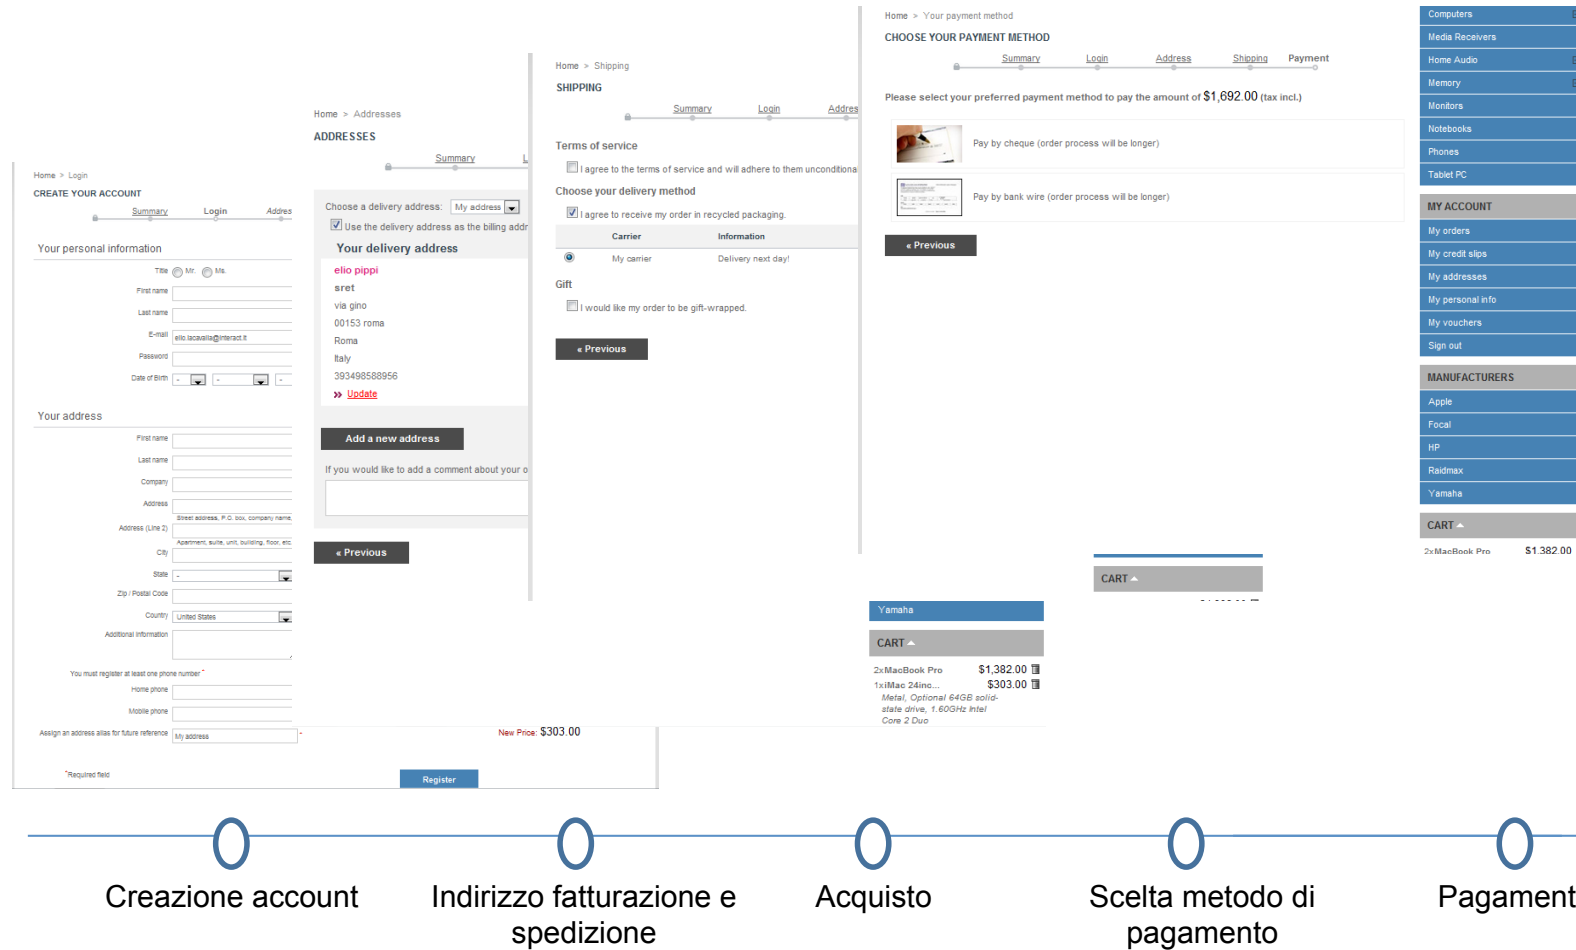 Home > Login
CREATE YOUR ACCOUNT
Summary Login Addres
Your personal information
Title Mr. Ms.
First name
Last name
E-mail elio.lacavalla@interact.it
Password
Date of Birth - - -
Your address
First name
Last name
Company
Address
Street address, P.O. box, company name,
Address (Line 2)
Apartment, suite, unit, building, floor, etc
City
State -
Zip / Postal Code
Country United States
Additional information
You must register at least one phone number *
Home phone
Mobile phone
Assign an address alias for future reference My address *
*Required field
Register
New Price: $303.00
Home > Addresses
ADDRESSES
Summary L
Choose a delivery address: My address
Use the delivery address as the billing addr
Your delivery address
elio pippi
sret
via gino
00153 roma
Roma
Italy
393498588956
» Update
Add a new address
If you would like to add a comment about your o
« Previous
Home > Shipping
SHIPPING
Summary Login Addres
Terms of service
I agree to the terms of service and will adhere to them unconditiona
Choose your delivery method
I agree to receive my order in recycled packaging.
Carrier Information
My carrier Delivery next day!
Gift
I would like my order to be gift-wrapped.
« Previous
Home > Your payment method
CHOOSE YOUR PAYMENT METHOD
Summary Login Address Shipping Payment
Please select your preferred payment method to pay the amount of $1,692.00 (tax incl.)
Pay by cheque (order process will be longer)
Pay by bank wire (order process will be longer)
« Previous
Computers
Media Receivers
Home Audio
Memory
Monitors
Notebooks
Phones
Tablet PC
MY ACCOUNT
My orders
My credit slips
My addresses
My personal info
My vouchers
Sign out
MANUFACTURERS
Apple
Focal
HP
Raidmax
Yamaha
CART
2xMacBook Pro $1,382.00
CART
Yamaha
CART
2xMacBook Pro $1,382.00
1xiMac 24inc... $303.00
Metal, Optional 64GB solid-
state drive, 1.60GHz Intel
Core 2 Duo
Creazione account
Indirizzo fatturazione e
spedizione
Acquisto
Scelta metodo di
pagamento
Pagament